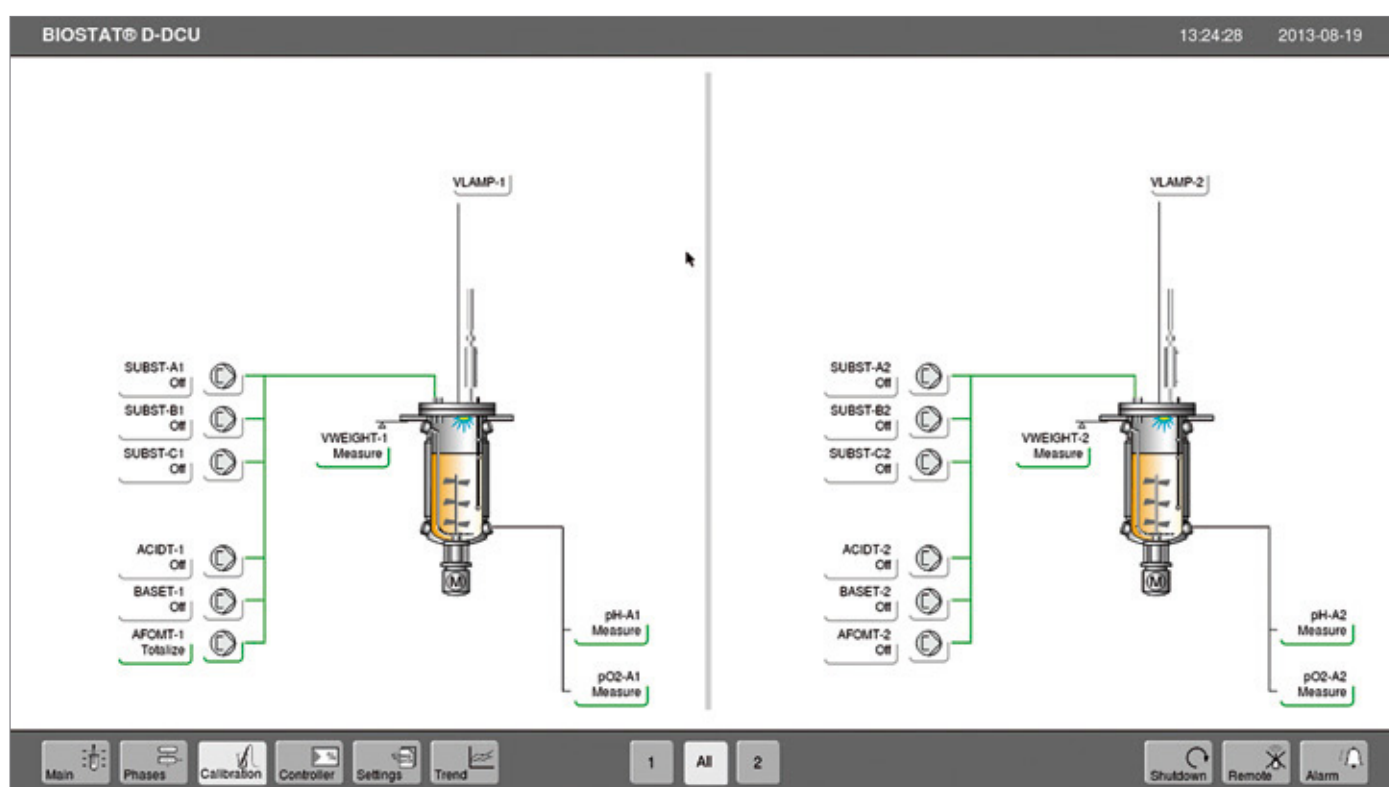 BIOSTAT® D-DCU
13:24:28 2013-08-19
VLAMP-1
SUBST-A1
Off
SUBST-B1
Off
SUBST-C1
Off
VWEIGHT-1
Measure
ACIDT-1
Off
BASET-1
Off
AFOMT-1
Totalize
(M)
pH-A1
Measure
pO2-A1
Measure
VLAMP-2
SUBST-A2
Off
SUBST-B2
Off
SUBST-C2
Off
VWEIGHT-2
Measure
ACIDT-2
Off
BASET-2
Off
AFOMT-2
Off
(M)
pH-A2
Measure
pO2-A2
Measure
Main
Phases
Calibration
Controller
Settings
Trend
1
All
2
Shutdown
Remote
Alarm